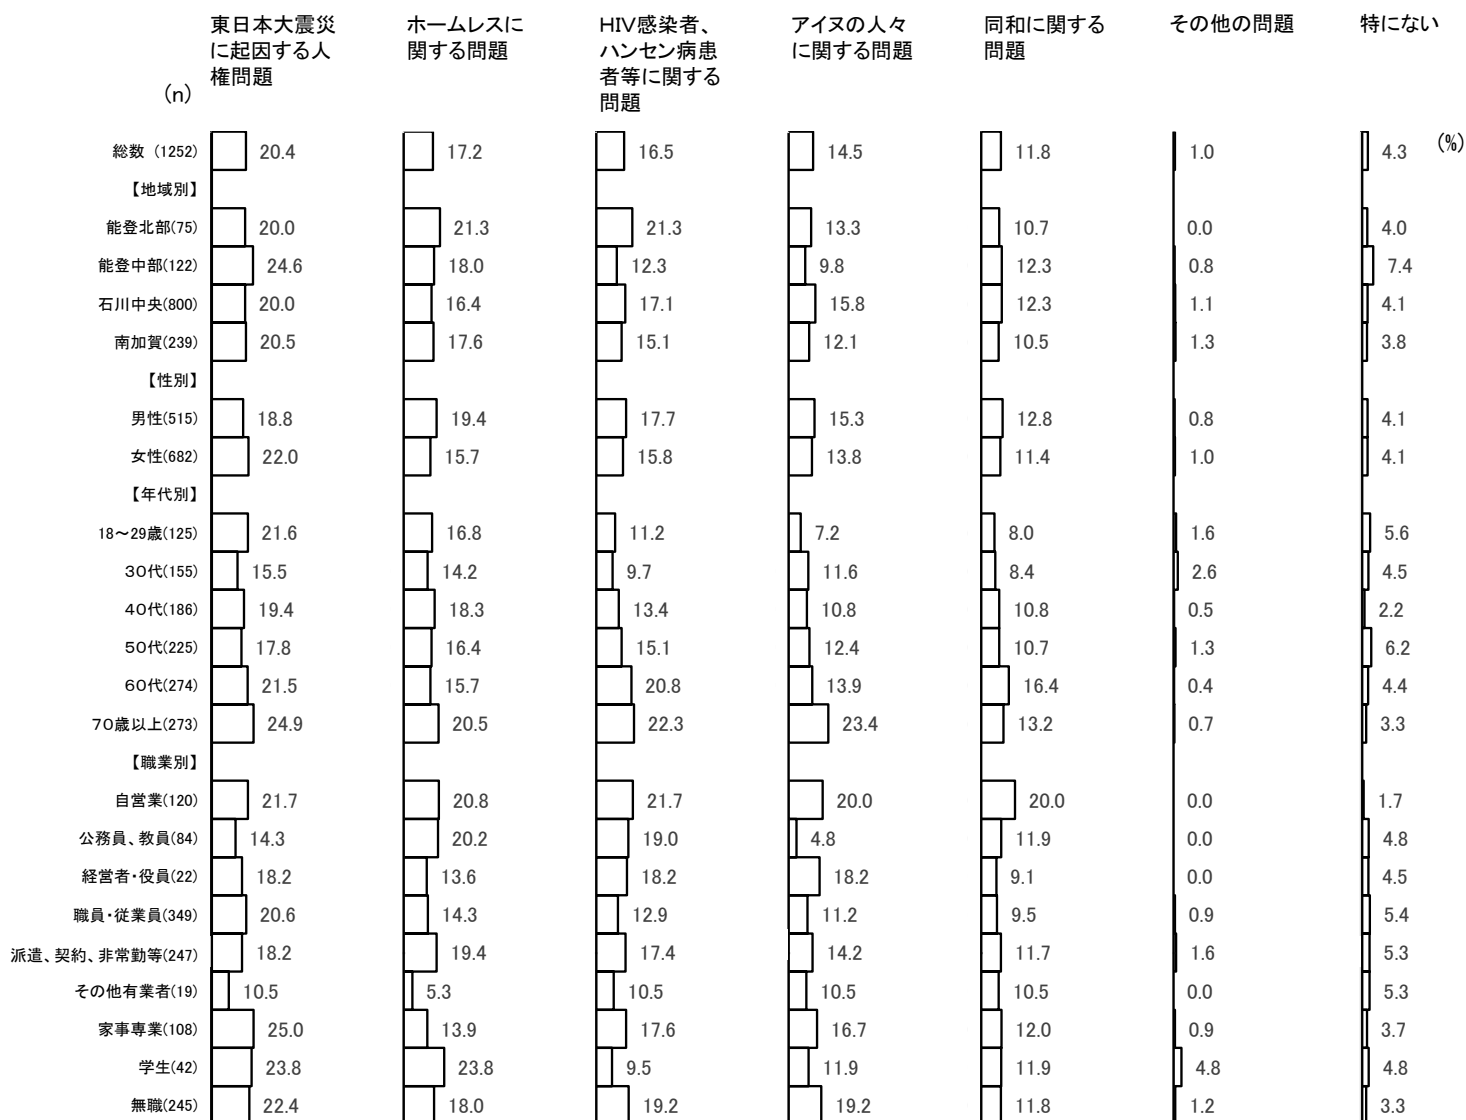 東日本大震災
に起因する人
権問題
ホームレスに
関する問題
HIV感染者、
ハンセン病患
者等に関する
問題
アイヌの人々
に関する問題
同和に関する
問題
その他の問題
特にない
(n)
(%)
総数 (1252) 20.4 17.2 16.5 14.5 11.8 1.0 4.3
【地域別】
能登北部(75) 20.0 21.3 21.3 13.3 10.7 0.0 4.0
能登中部(122) 24.6 18.0 12.3 9.8 12.3 0.8 7.4
石川中央(800) 20.0 16.4 17.1 15.8 12.3 1.1 4.1
南加賀(239) 20.5 17.6 15.1 12.1 10.5 1.3 3.8
【性別】
男性(515) 18.8 19.4 17.7 15.3 12.8 0.8 4.1
女性(682) 22.0 15.7 15.8 13.8 11.4 1.0 4.1
【年代別】
18～29歳(125) 21.6 16.8 11.2 7.2 8.0 1.6 5.6
30代(155) 15.5 14.2 9.7 11.6 8.4 2.6 4.5
40代(186) 19.4 18.3 13.4 10.8 10.8 0.5 2.2
50代(225) 17.8 16.4 15.1 12.4 10.7 1.3 6.2
60代(274) 21.5 15.7 20.8 13.9 16.4 0.4 4.4
70歳以上(273) 24.9 20.5 22.3 23.4 13.2 0.7 3.3
【職業別】
自営業(120) 21.7 20.8 21.7 20.0 20.0 0.0 1.7
公務員、教員(84) 14.3 20.2 19.0 4.8 11.9 0.0 4.8
経営者・役員(22) 18.2 13.6 18.2 18.2 9.1 0.0 4.5
職員・従業員(349) 20.6 14.3 12.9 11.2 9.5 0.9 5.4
派遣、契約、非常勤等(247) 18.2 19.4 17.4 14.2 11.7 1.6 5.3
その他有業者(19) 10.5 5.3 10.5 10.5 10.5 0.0 5.3
家事専業(108) 25.0 13.9 17.6 16.7 12.0 0.9 3.7
学生(42) 23.8 23.8 9.5 11.9 11.9 4.8 4.8
無職(245) 22.4 18.0 19.2 19.2 11.8 1.2 3.3